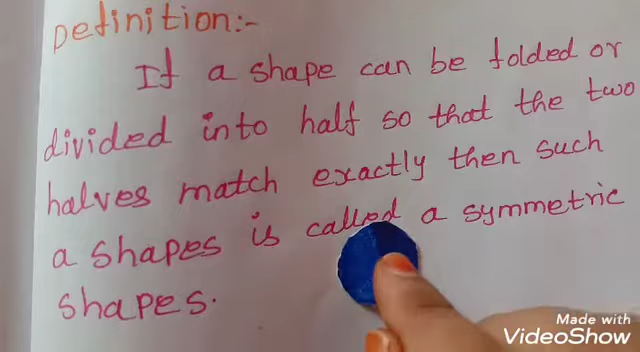 Definition:-
If a shape can be folded or
divided into half so that the two
halves match exactly then such
a shapes is called a symmetric
shapes.
Made with
VideoShow